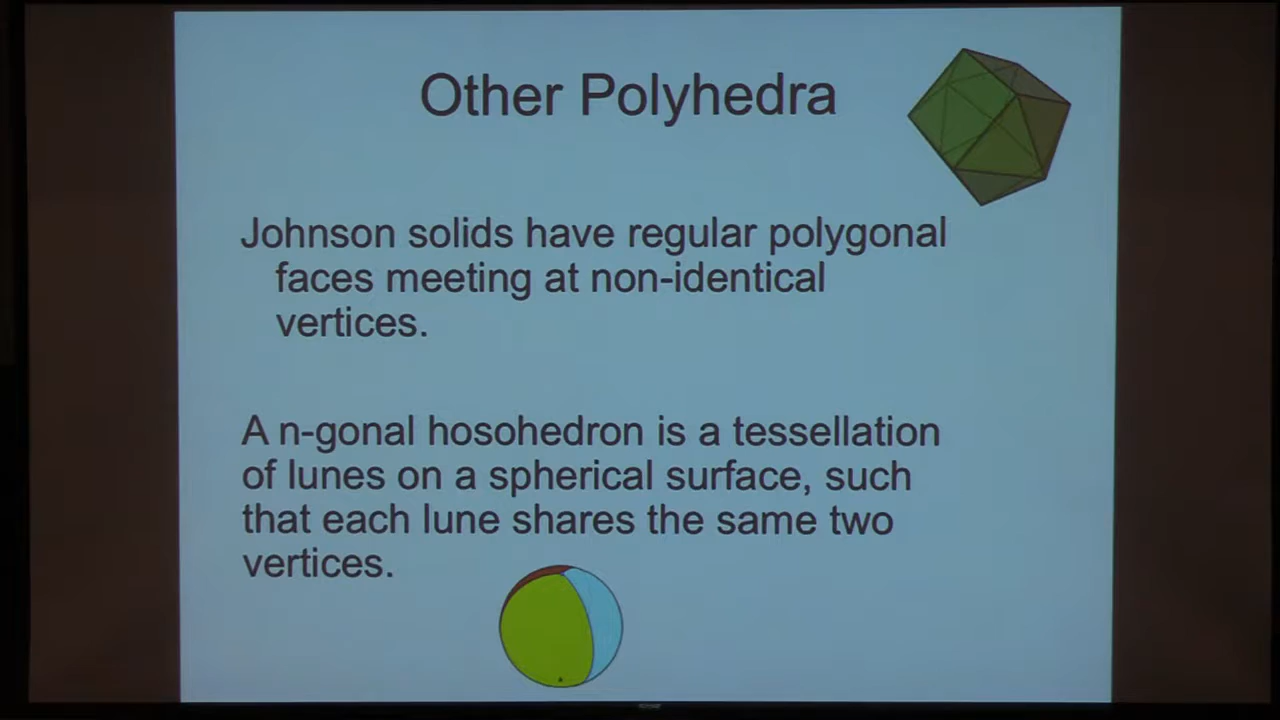 Other Polyhedra
Johnson solids have regular polygonal
faces meeting at non-identical
vertices.
A n-gonal hosohedron is a tessellation
of lunes on a spherical surface, such
that each lune shares the same two
vertices.